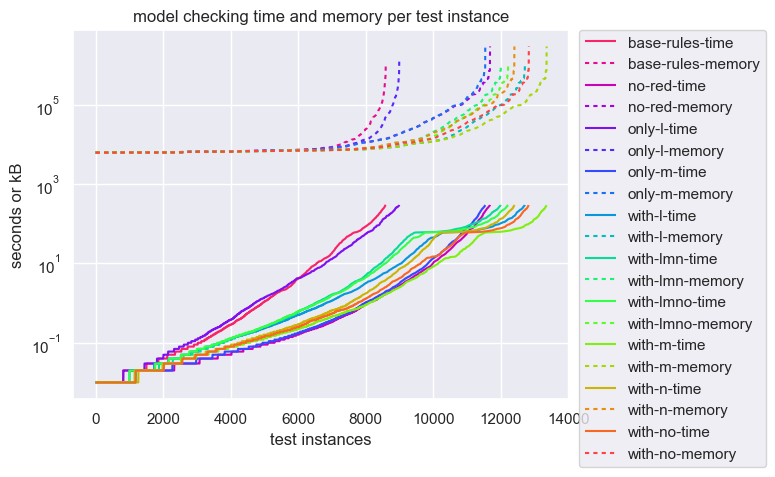 model checking time and memory per test instance
seconds or kB
10^5
10^3
10^1
10^−1
0
2000
4000
6000
8000
10000
12000
14000
test instances
base-rules-time
base-rules-memory
no-red-time
no-red-memory
only-l-time
only-l-memory
only-m-time
only-m-memory
with-l-time
with-l-memory
with-lmn-time
with-lmn-memory
with-lmno-time
with-lmno-memory
with-m-time
with-m-memory
with-n-time
with-n-memory
with-no-time
with-no-memory